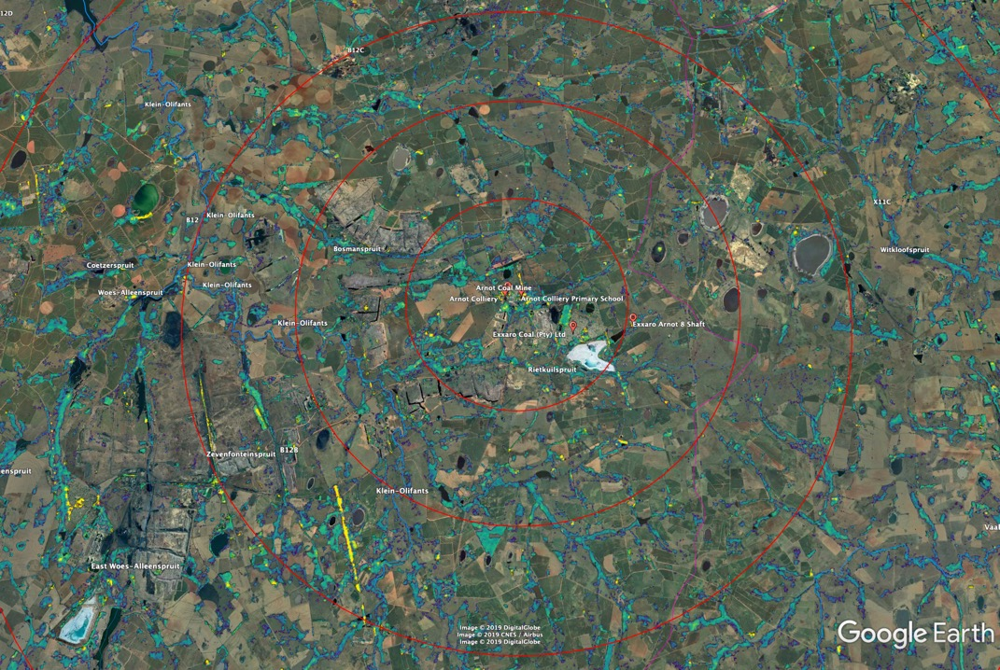 12D
B12C
Klein-Olifants
X11C
B12
Klein-Olifants
Bosmanspruit
Witkloofspruit
Coetzerspruit
Klein-Olifants
Klein-Olifants
Woes-Alleenspruit
Arnot Coal Mine
Arnot Colliery
Arnot Colliery Primary School
Klein-Olifants
Exxaro Arnot 8 Shaft
Exxaro Coal (Pty) Ltd
Rietkuilspruit
Zevenfonteinspruit
B12B
enspruit
Klein-Olifants
Vaal
East Woes-Alleenspruit
Image © 2019 DigitalGlobe
Image © 2019 CNES / Airbus
Image © 2019 DigitalGlobe
Google Earth